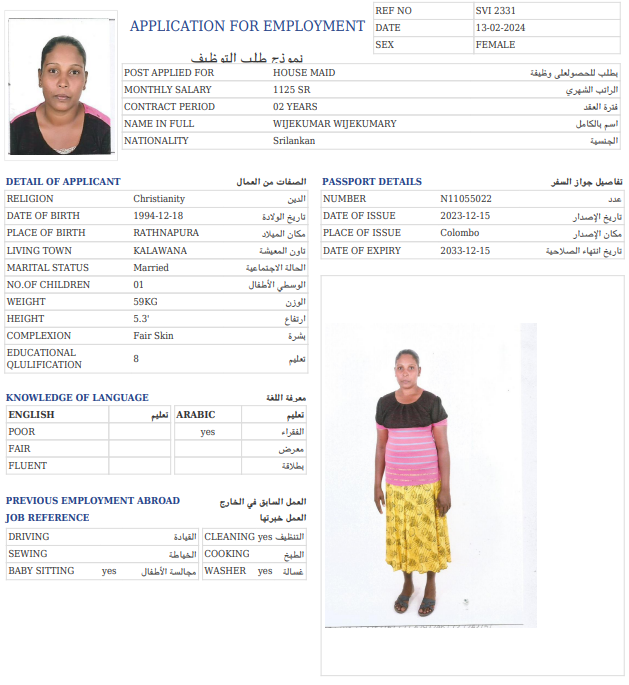 REF NO SVI 2331
APPLICATION FOR EMPLOYMENT
DATE 13-02-2024
SEX FEMALE
نموذج طلب التوظيف
POST APPLIED FOR HOUSE MAID يطلب للحصولعلى وظيفة
MONTHLY SALARY 1125 SR الراتب الشهري
CONTRACT PERIOD 02 YEARS فترة العقد
NAME IN FULL WIJEKUMAR WIJEKUMARY اسم بالكامل
NATIONALITY Srilankan الجنسية
DETAIL OF APPLICANT الصفات من العمال
RELIGION Christianity الدين
DATE OF BIRTH 1994-12-18 تاريخ الولادة
PLACE OF BIRTH RATHNAPURA مكان الميلاد
LIVING TOWN KALAWANA تاون المعيشة
MARITAL STATUS Married الحالة الاجتماعية
NO.OF CHILDREN 01 الوسطي الأطفال
WEIGHT 59KG الوزن
HEIGHT 5.3' ارتفاع
COMPLEXION Fair Skin بشرة
EDUCATIONAL QLULIFICATION 8 تعليم
PASSPORT DETAILS تفاصيل جواز السفر
NUMBER N11055022 عدد
DATE OF ISSUE 2023-12-15 تاريخ الإصدار
PLACE OF ISSUE Colombo مكان الإصدار
DATE OF EXPIRY 2033-12-15 تاريخ انتهاء الصلاحية
KNOWLEDGE OF LANGUAGE معرفة اللغة
ENGLISH تعليم ARABIC تعليم
POOR yes الفقراء
FAIR معرض
FLUENT بطلاقة
PREVIOUS EMPLOYMENT ABROAD العمل السابق في الخارج
JOB REFERENCE العمل خبرتها
DRIVING القيادة CLEANING yes التنظيف
SEWING الخياطة COOKING الطبخ
BABY SITTING yes مجالسة الأطفال WASHER yes غسالة